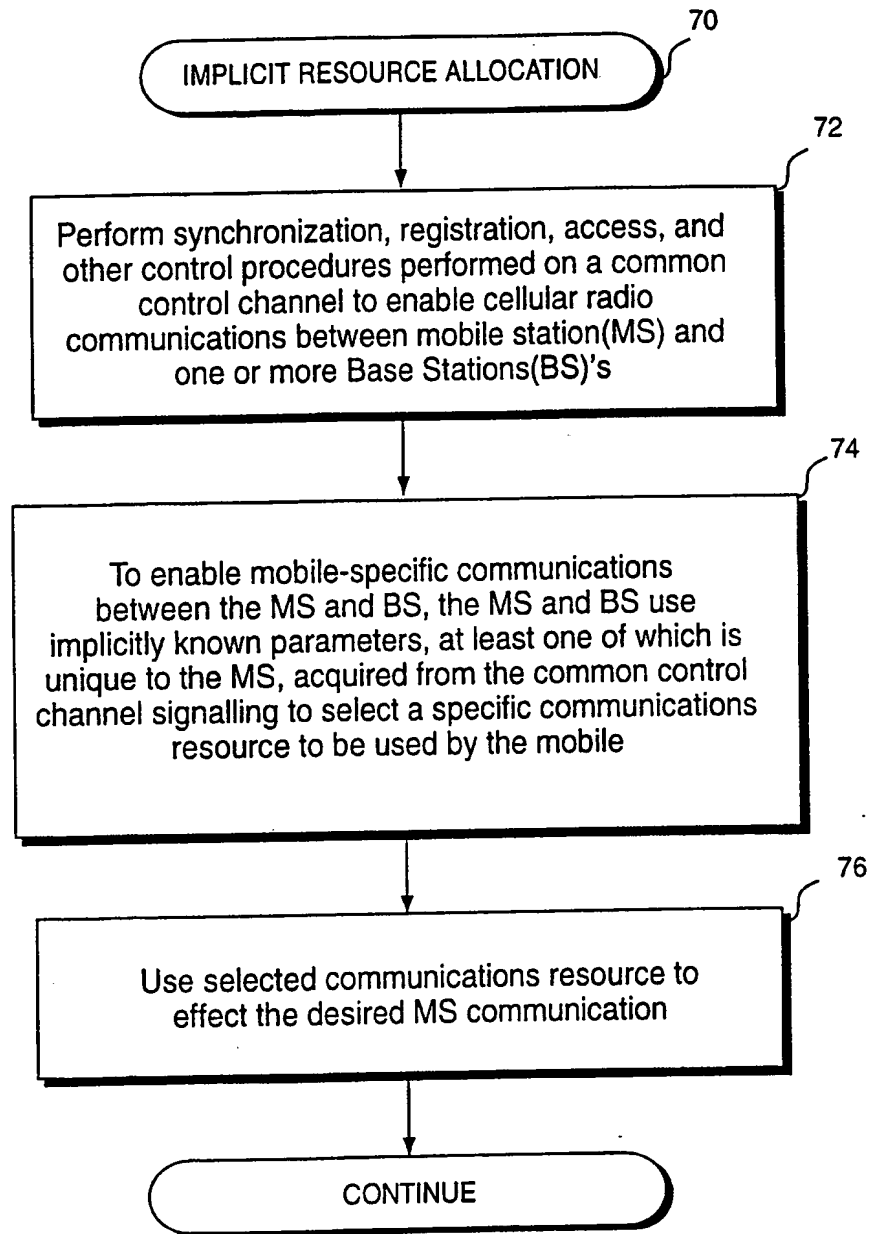 70
IMPLICIT RESOURCE ALLOCATION
72
Perform synchronization, registration, access, and
other control procedures performed on a common
control channel to enable cellular radio
communications between mobile station(MS) and
one or more Base Stations(BS)'s
74
To enable mobile-specific communications
between the MS and BS, the MS and BS use
implicitly known parameters, at least one of which is
unique to the MS, acquired from the common control
channel signalling to select a specific communications
resource to be used by the mobile
76
Use selected communications resource to
effect the desired MS communication
CONTINUE